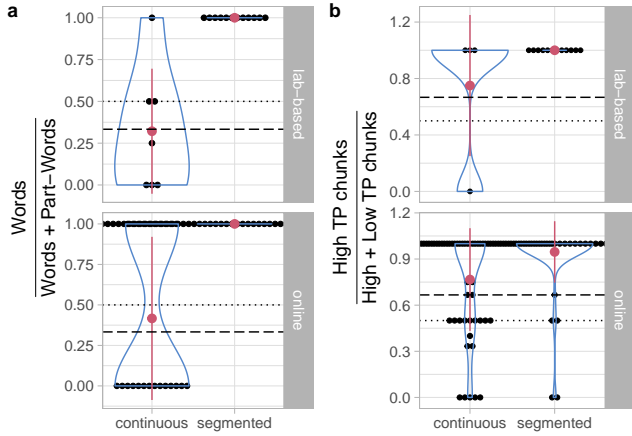 a
Words
Words + Part−Words
1.00
0.75
0.50
0.25
0.00
lab−based
1.00
0.75
0.50
0.25
0.00
online
continuous
segmented
b
High TP chunks
High + Low TP chunks
1.2
0.8
0.4
0.0
lab−based
1.2
0.9
0.6
0.3
0.0
online
continuous
segmented